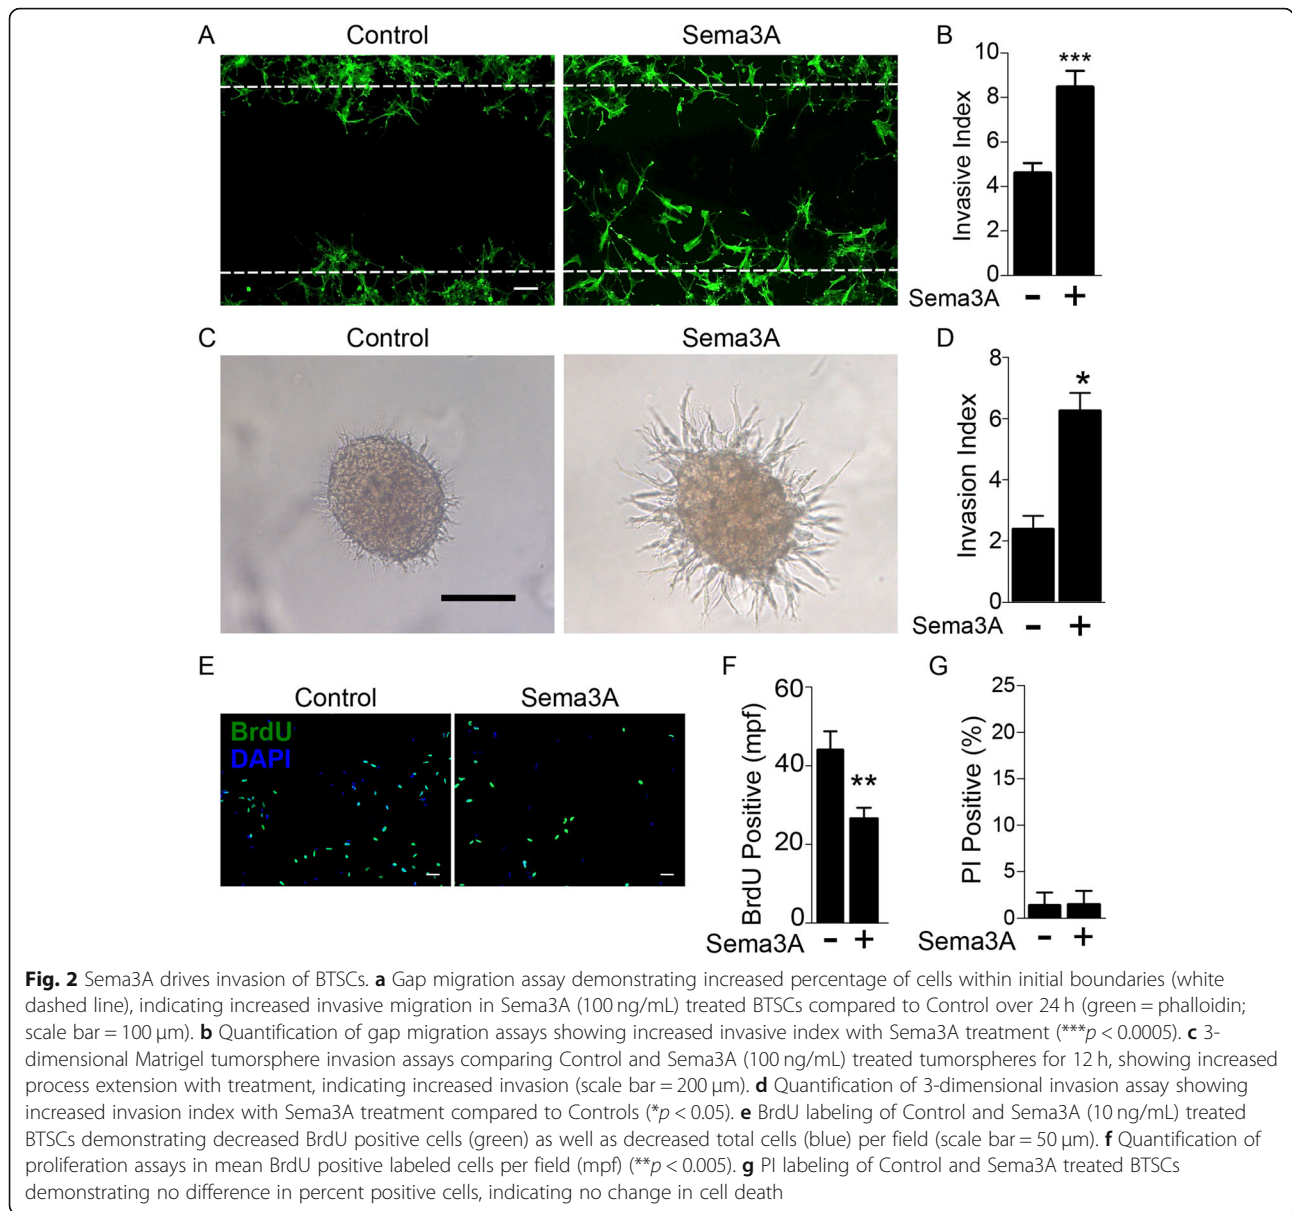 A
Control
Sema3A
B
Invasive Index
10
8
6
4
2
0
***
Sema3A - +
C
Control
Sema3A
D
Invasion Index
8
6
4
2
0
*
Sema3A - +
E
Control
Sema3A
BrdU
DAPI
F
BrdU Positive (mpf)
60
40
20
0
**
Sema3A - +
G
PI Positive (%)
25
20
15
10
5
0
Sema3A - +
Fig. 2 Sema3A drives invasion of BTSCs. a Gap migration assay demonstrating increased percentage of cells within initial boundaries (white
dashed line), indicating increased invasive migration in Sema3A (100 ng/mL) treated BTSCs compared to Control over 24 h (green = phalloidin;
scale bar = 100 μm). b Quantification of gap migration assays showing increased invasive index with Sema3A treatment (***p < 0.0005). c 3-
dimensional Matrigel tumorsphere invasion assays comparing Control and Sema3A (100 ng/mL) treated tumorspheres for 12 h, showing increased
process extension with treatment, indicating increased invasion (scale bar = 200 μm). d Quantification of 3-dimensional invasion assay showing
increased invasion index with Sema3A treatment compared to Controls (*p < 0.05). e BrdU labeling of Control and Sema3A (10 ng/mL) treated
BTSCs demonstrating decreased BrdU positive cells (green) as well as decreased total cells (blue) per field (scale bar = 50 μm). f Quantification of
proliferation assays in mean BrdU positive labeled cells per field (mpf) (**p < 0.005). g PI labeling of Control and Sema3A treated BTSCs
demonstrating no difference in percent positive cells, indicating no change in cell death